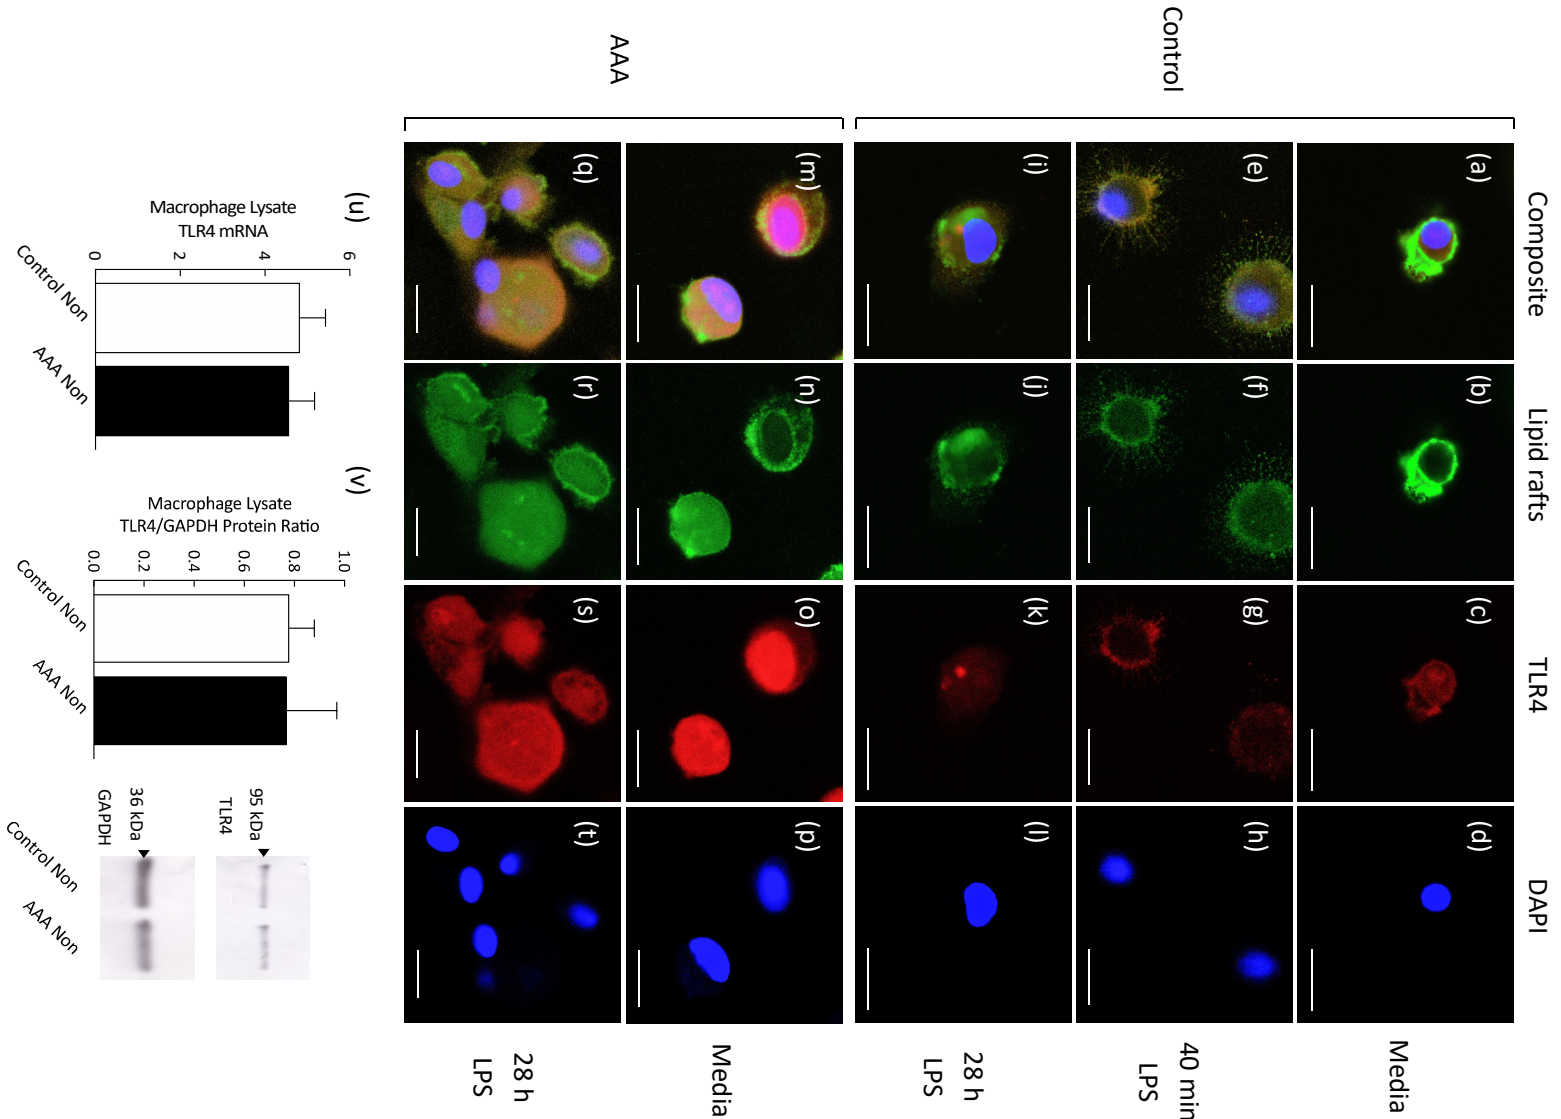 Composite
Lipid rafts
TLR4
DAPI
Control
(a)
(b)
(c)
(d)
Media
(e)
(f)
(g)
(h)
40 min
LPS
(i)
(j)
(k)
(l)
28 h
LPS
AAA
(m)
(n)
(o)
(p)
Media
(q)
(r)
(s)
(t)
28 h
LPS
(u)
Macrophage Lysate
TLR4 mRNA
6
4
2
0
Control Non
AAA Non
(v)
Macrophage Lysate
TLR4/GAPDH Protein Ratio
1.0
0.8
0.6
0.4
0.2
0.0
Control Non
AAA Non
95 kDa
TLR4
36 kDa
GAPDH
Control Non
AAA Non